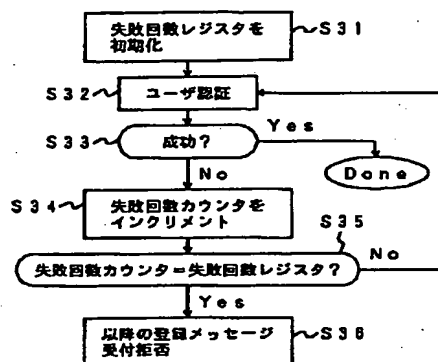 失敗回数レジスタを
初期化
S31
S32
ユーザ認証
S33
成功?
Yes
Done
No
S34
失敗回数カウンタを
インクリメント
S35
失敗回数カウンタ=失敗回数レジスタ?
No
Yes
以降の登録メッセージ
受付拒否
S36